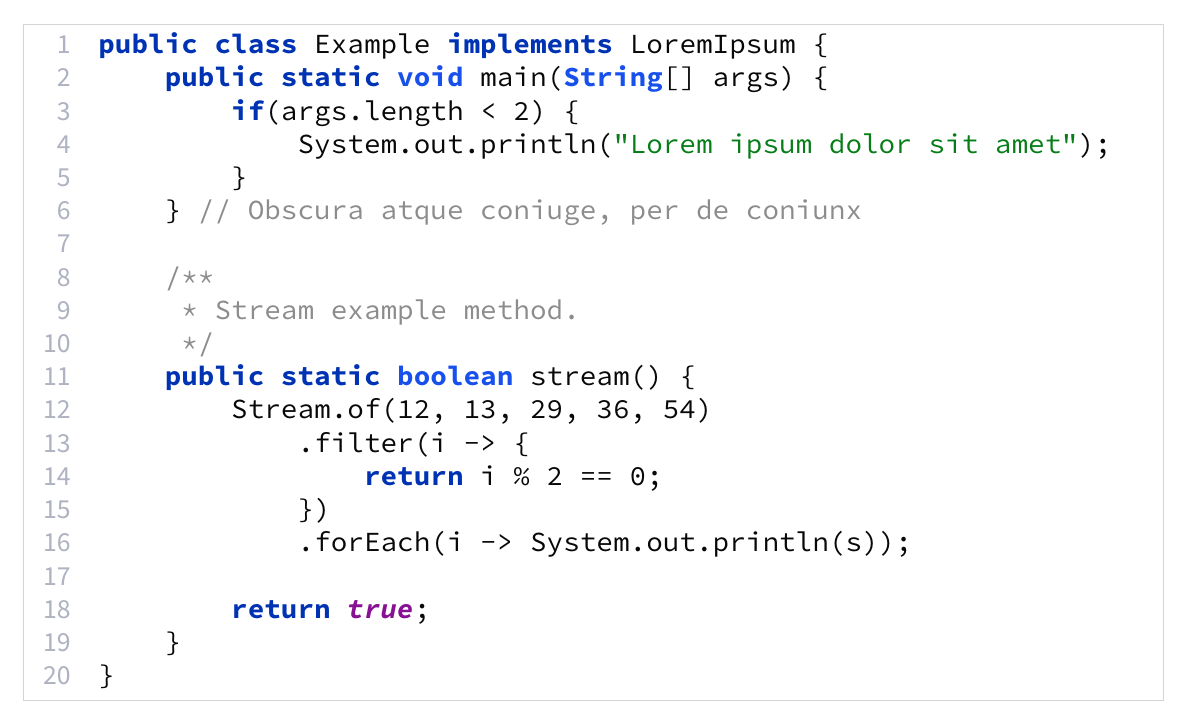 1 public class Example implements LoremIpsum {
2     public static void main(String[] args) {
3         if(args.length < 2) {
4             System.out.println("Lorem ipsum dolor sit amet");
5         }
6     } // Obscura atque coniuge, per de coniunx
7
8     /**
9      * Stream example method.
10      */
11     public static boolean stream() {
12         Stream.of(12, 13, 29, 36, 54)
13             .filter(i -> {
14                 return i % 2 == 0;
15             })
16             .forEach(i -> System.out.println(s));
17
18         return true;
19     }
20 }